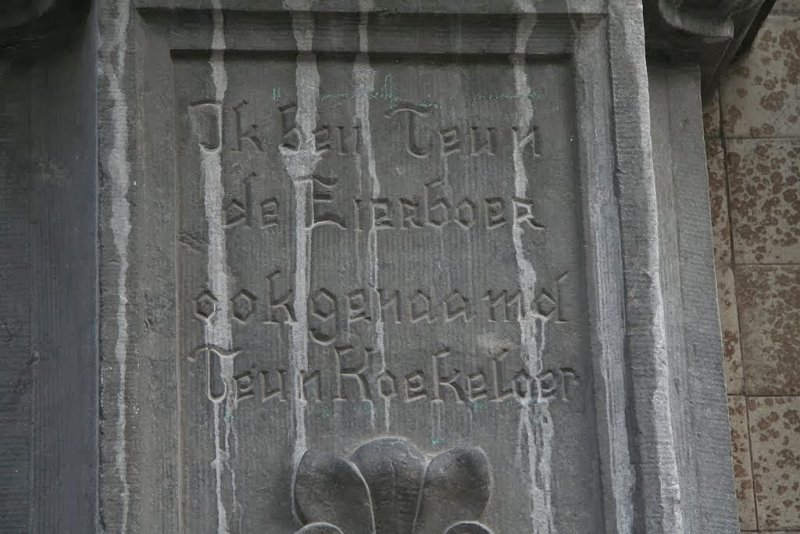 Ik ben Teun
de Eierboer
ook genaamd
Teun Koekeloer